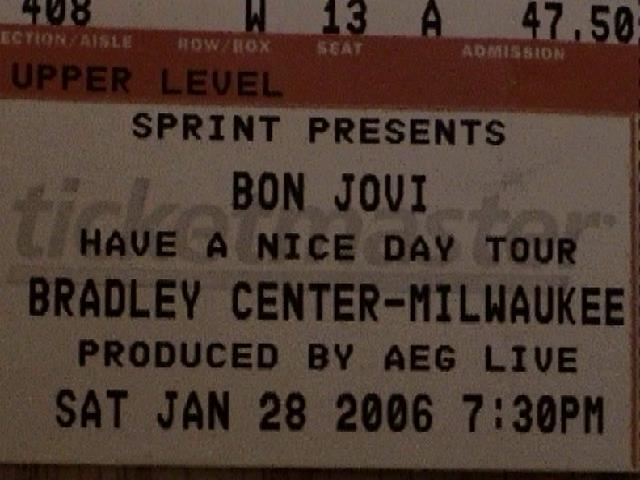 408 W 13 A 47.50
ECTION/AISLE ROW/BOX SEAT ADMISSION
UPPER LEVEL
SPRINT PRESENTS
BON JOVI
ticketmaster
HAVE A NICE DAY TOUR
BRADLEY CENTER-MILWAUKEE
PRODUCED BY AEG LIVE
SAT JAN 28 2006 7:30PM